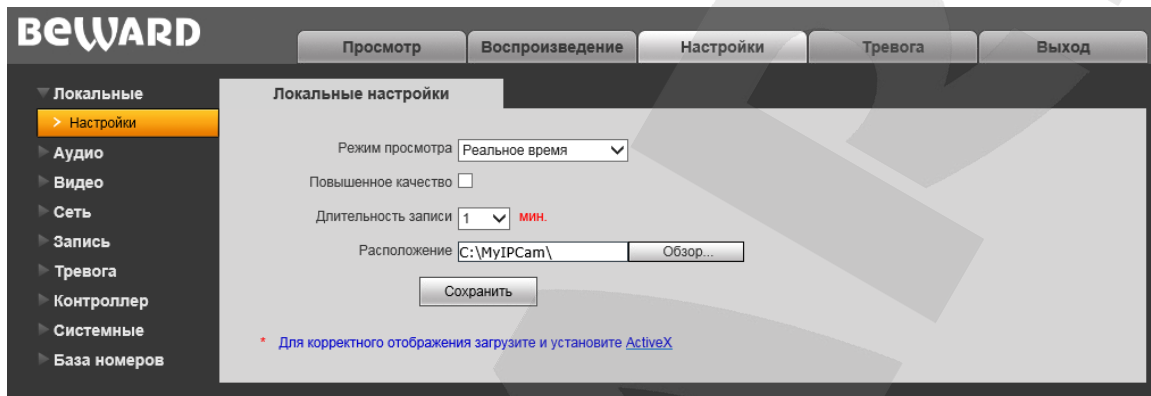 BEWARD
Просмотр
Воспроизведение
Настройки
Тревога
Выход
Локальные
> Настройки
Аудио
Видео
Сеть
Запись
Тревога
Контроллер
Системные
База номеров
Локальные настройки
Режим просмотра Реальное время
Повышенное качество
Длительность записи 1 мин.
Расположение C:\MyIPCam\ Обзор...
Сохранить
* Для корректного отображения загрузите и установите ActiveX